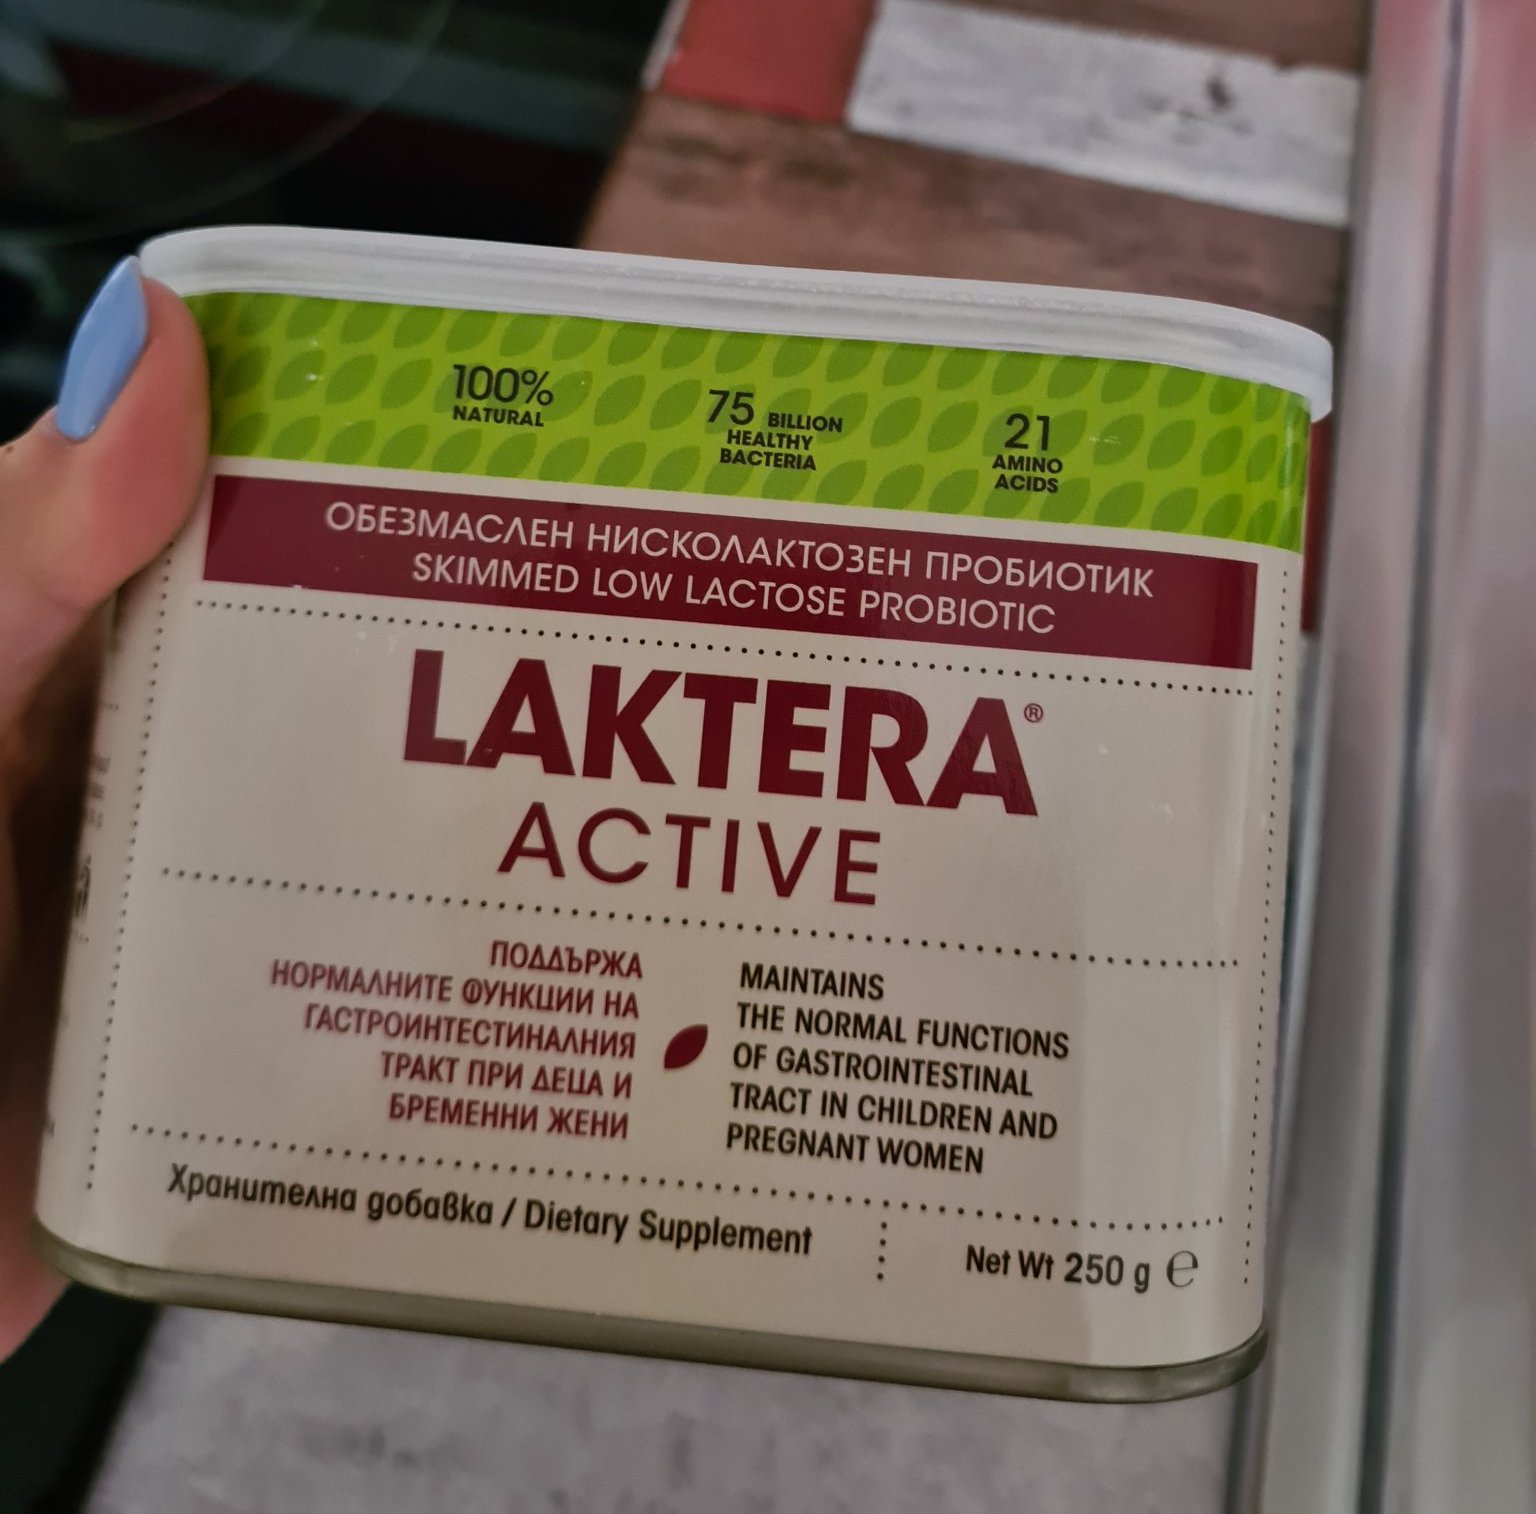 100%
NATURAL
75 BILLION
HEALTHY
BACTERIA
21
AMINO
ACIDS
ОБЕЗМАСЛЕН НИСКОЛАКТОЗЕН ПРОБИОТИК
SKIMMED LOW LACTOSE PROBIOTIC
LAKTERA®
ACTIVE
ПОДДЪРЖА
НОРМАЛНИТЕ ФУНКЦИИ НА
ГАСТРОИНТЕСТИНАЛНИЯ
ТРАКТ ПРИ ДЕЦА И
БРЕМЕННИ ЖЕНИ
MAINTAINS
THE NORMAL FUNCTIONS
OF GASTROINTESTINAL
TRACT IN CHILDREN AND
PREGNANT WOMEN
Хранителна добавка / Dietary Supplement
Net Wt 250 g ℮